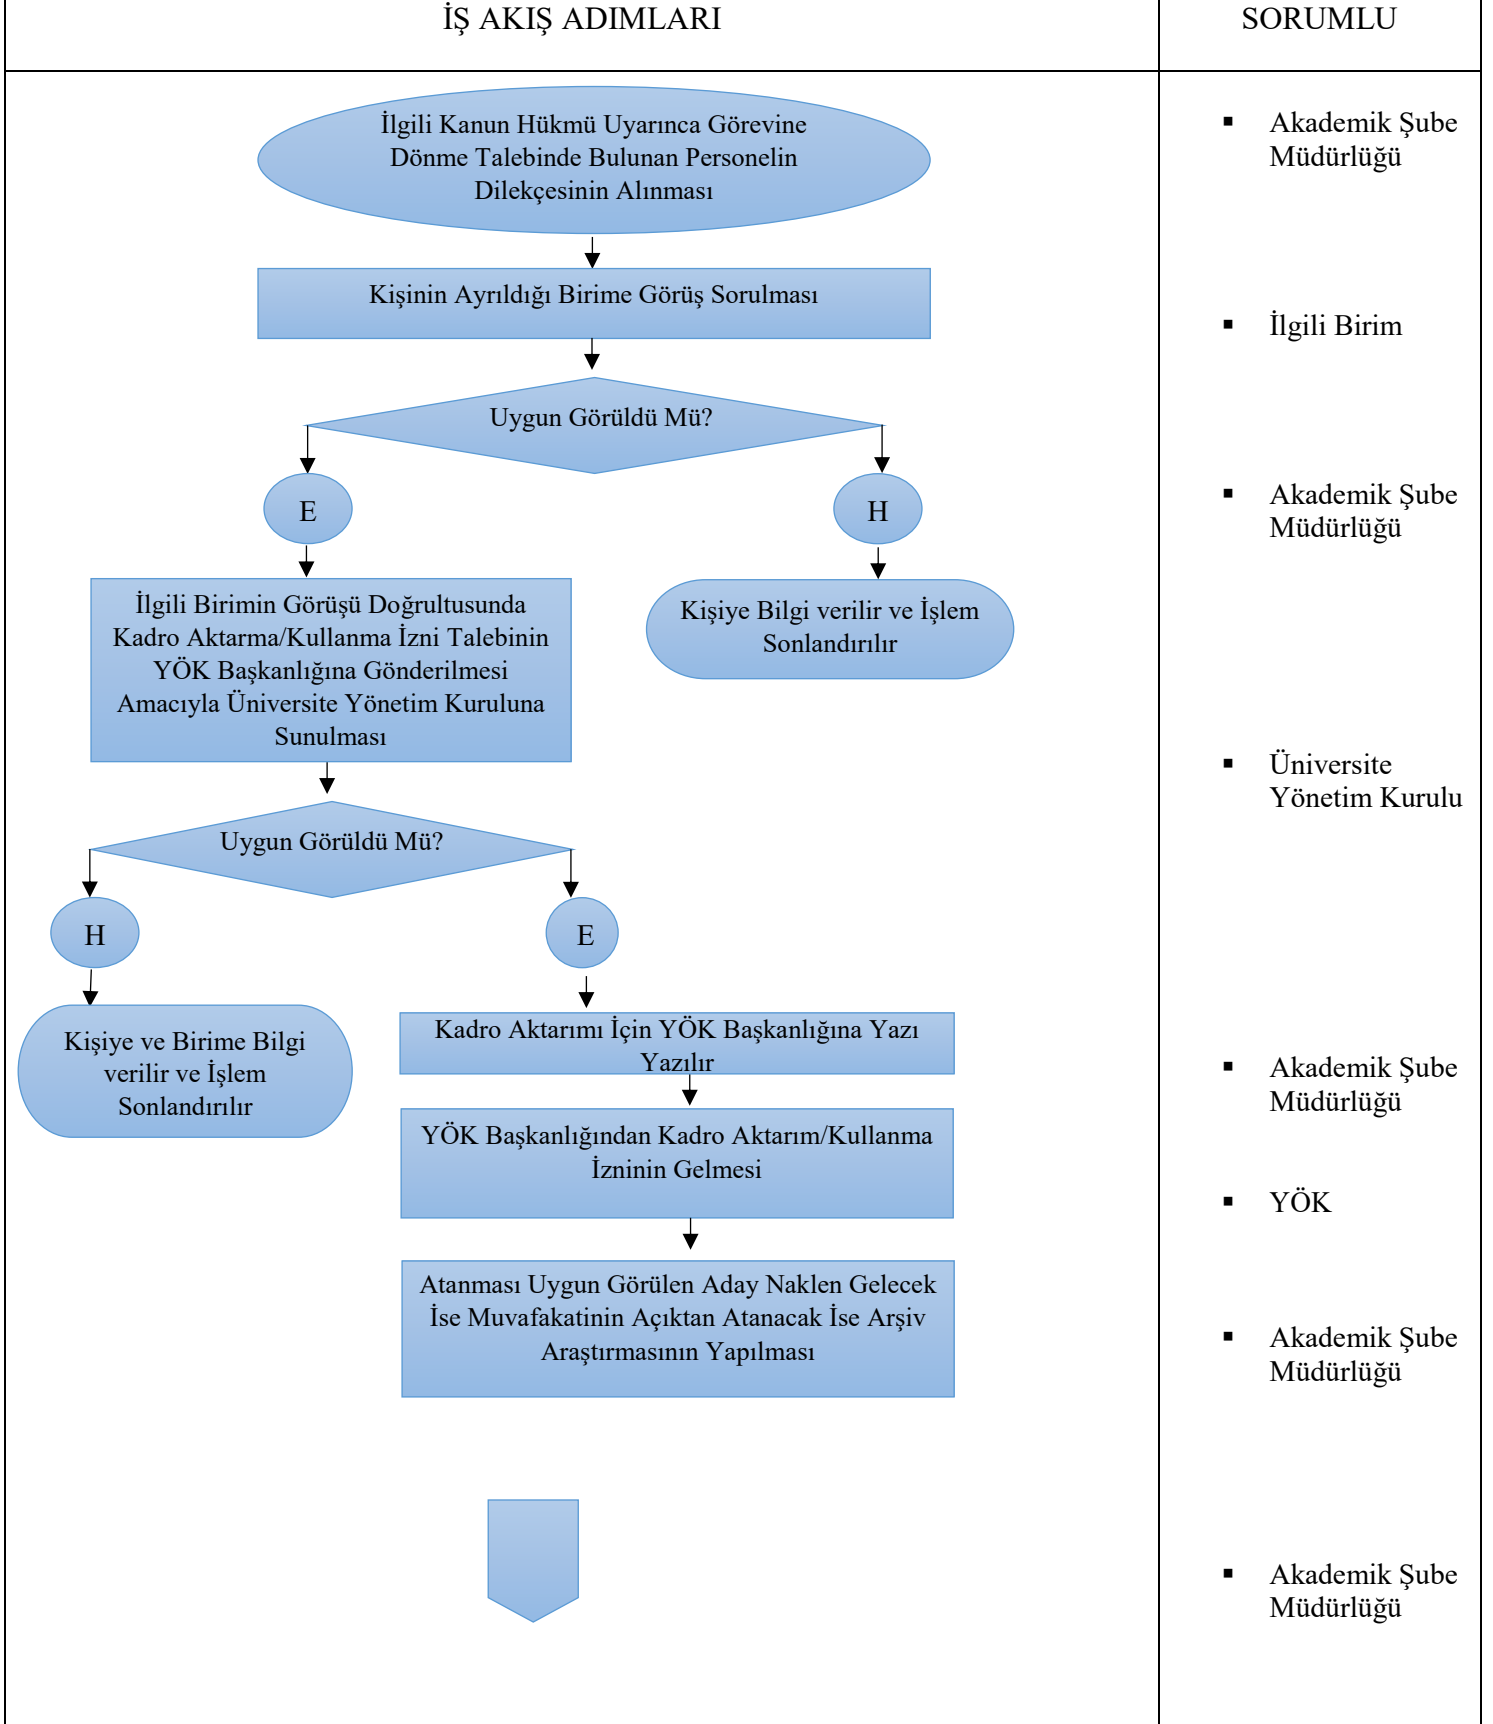 İŞ AKIŞ ADIMLARI
SORUMLU
İlgili Kanun Hükmü Uyarınca Görevine
Dönme Talebinde Bulunan Personelin
Dilekçesinin Alınması
Kişinin Ayrıldığı Birime Görüş Sorulması
Uygun Görüldü Mü?
E
H
İlgili Birimin Görüşü Doğrultusunda
Kadro Aktarma/Kullanma İzni Talebinin
YÖK Başkanlığına Gönderilmesi
Amacıyla Üniversite Yönetim Kuruluna
Sunulması
Kişiye Bilgi verilir ve İşlem
Sonlandırılır
Uygun Görüldü Mü?
H
E
Kişiye ve Birime Bilgi
verilir ve İşlem
Sonlandırılır
Kadro Aktarımı İçin YÖK Başkanlığına Yazı
Yazılır
YÖK Başkanlığından Kadro Aktarım/Kullanma
İzninin Gelmesi
Atanması Uygun Görülen Aday Naklen Gelecek
İse Muvafakatinin Açıktan Atanacak İse Arşiv
Araştırmasının Yapılması
▪ Akademik Şube
Müdürlüğü
▪ İlgili Birim
▪ Akademik Şube
Müdürlüğü
▪ Üniversite
Yönetim Kurulu
▪ Akademik Şube
Müdürlüğü
▪ YÖK
▪ Akademik Şube
Müdürlüğü
▪ Akademik Şube
Müdürlüğü